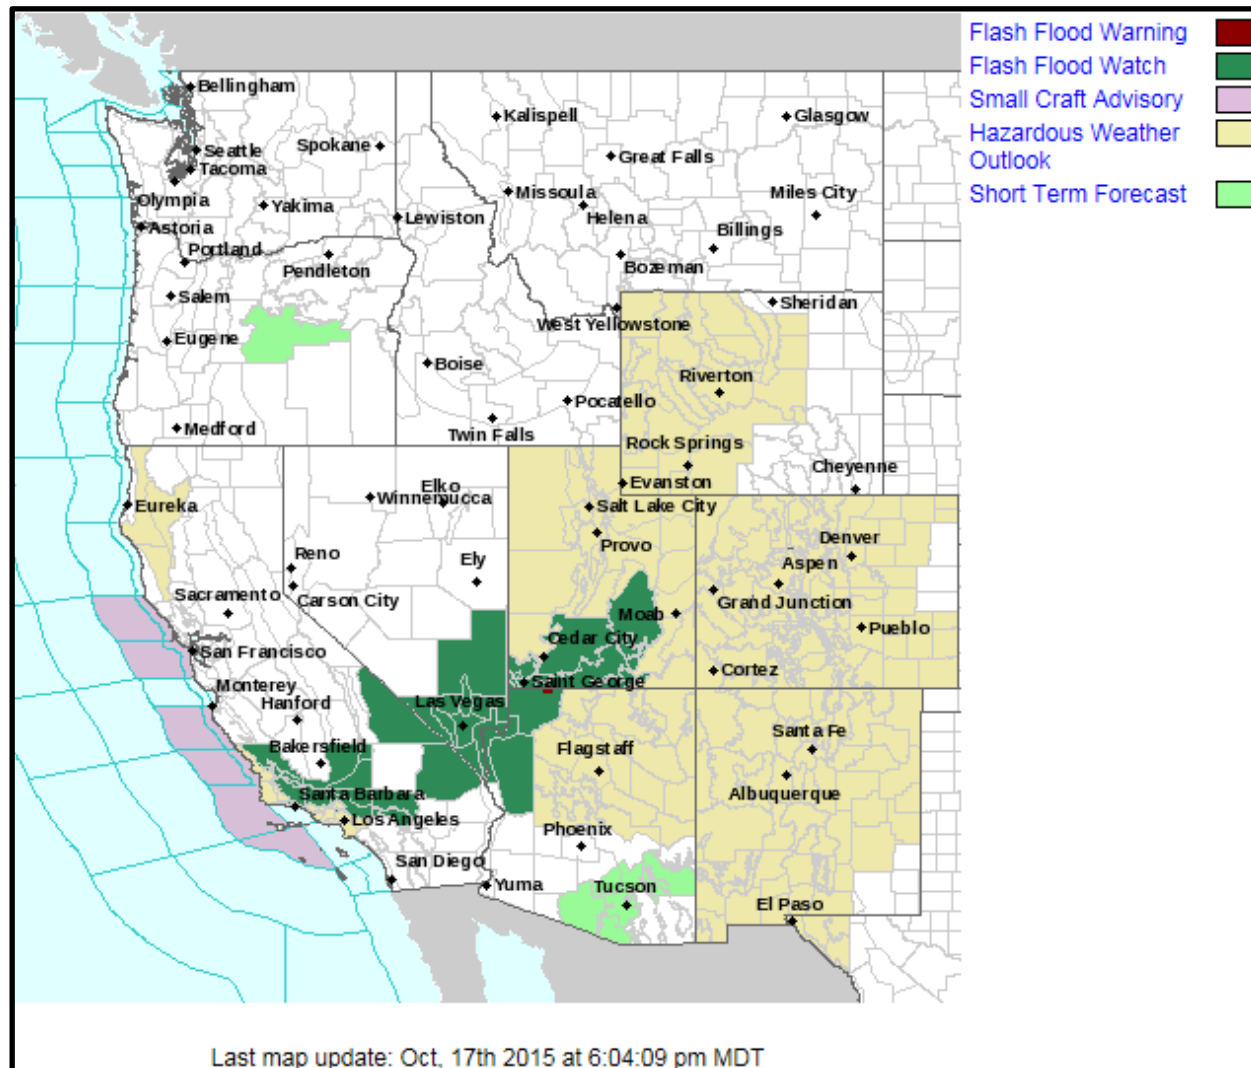 Flash Flood Warning
Flash Flood Watch
Small Craft Advisory
Hazardous Weather
Outlook
Short Term Forecast
Bellingham
Kalispell
Glasgow
Seattle
Spokane
Great Falls
Tacoma
Missoula
Miles City
Olympia
Yakima
Lewiston
Helena
Astoria
Billings
Portland
Pendleton
Bozeman
Salem
Sheridan
West Yellowstone
Eugene
Boise
Riverton
Pocatello
Medford
Twin Falls
Rock Springs
Cheyenne
Evanston
Elko
Winnemucca
Eureka
Salt Lake City
Provo
Denver
Reno
Ely
Aspen
Sacramento
Carson City
Grand Junction
Moab
Pueblo
Cedar City
San Francisco
Cortez
Saint George
Monterey
Hanford
Las Vegas
Santa Fe
Bakersfield
Flagstaff
Albuquerque
Santa Barbara
Los Angeles
Phoenix
San Diego
Yuma
Tucson
El Paso
Last map update: Oct, 17th 2015 at 6:04:09 pm MDT